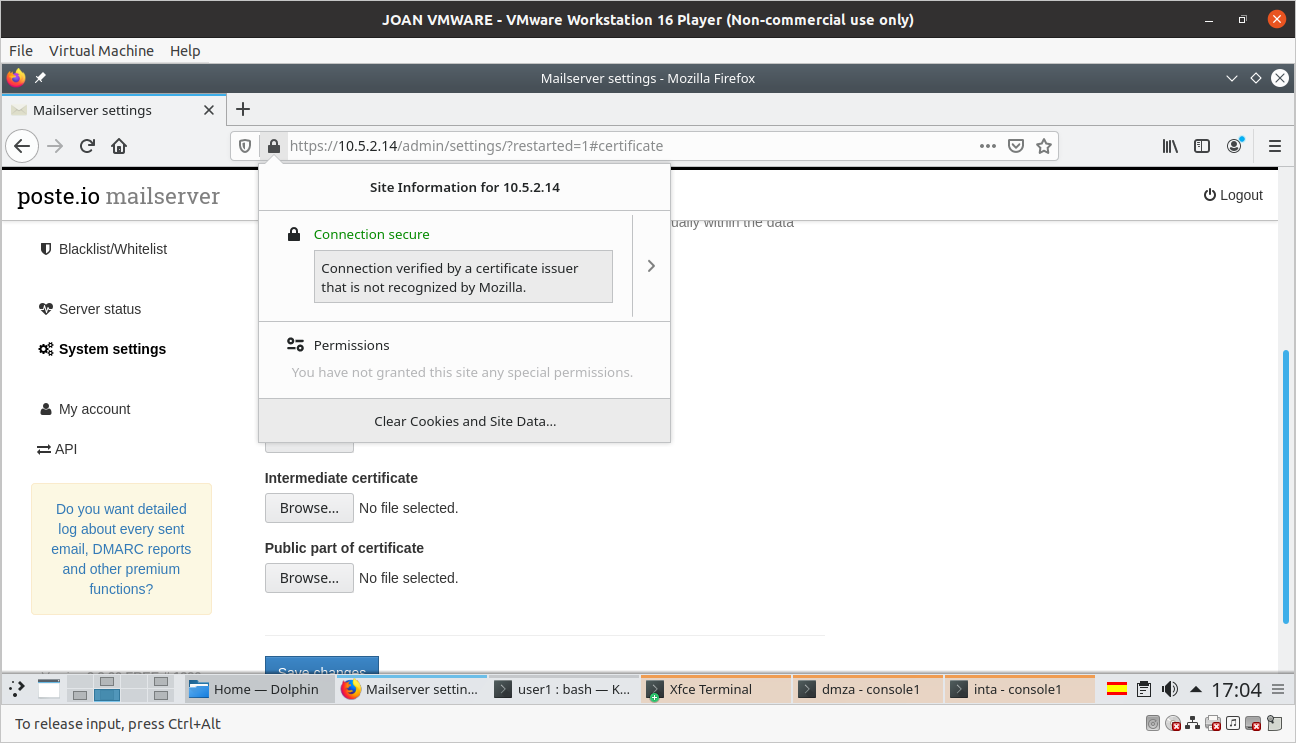 JOAN VMWARE - VMware Workstation 16 Player (Non-commercial use only)
File Virtual Machine Help
Mailserver settings - Mozilla Firefox
Mailserver settings
https://10.5.2.14/admin/settings/?restarted=1#certificate
Site Information for 10.5.2.14
poste.io mailserver
Logout
Connection secure
within the data
Blacklist/Whitelist
Connection verified by a certificate issuer
that is not recognized by Mozilla.
Server status
Permissions
System settings
You have not granted this site any special permissions.
My account
Clear Cookies and Site Data...
API
Intermediate certificate
Browse... No file selected.
Do you want detailed
log about every sent
email, DMARC reports
and other premium
functions?
Public part of certificate
Browse... No file selected.
Save changes
Home — Dolphin
Mailserver settin...
user1 : bash — K...
Xfce Terminal
dmza - console1
inta - console1
17:04
To release input, press Ctrl+Alt